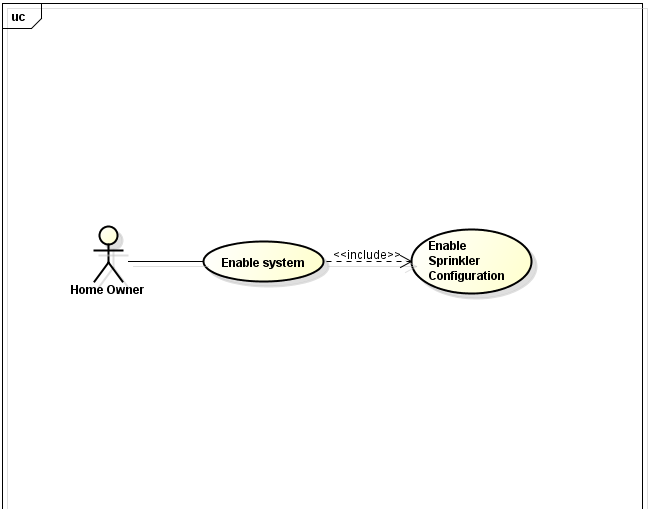 uc
Home Owner
Enable system
<<include>>
Enable
Sprinkler
Configuration